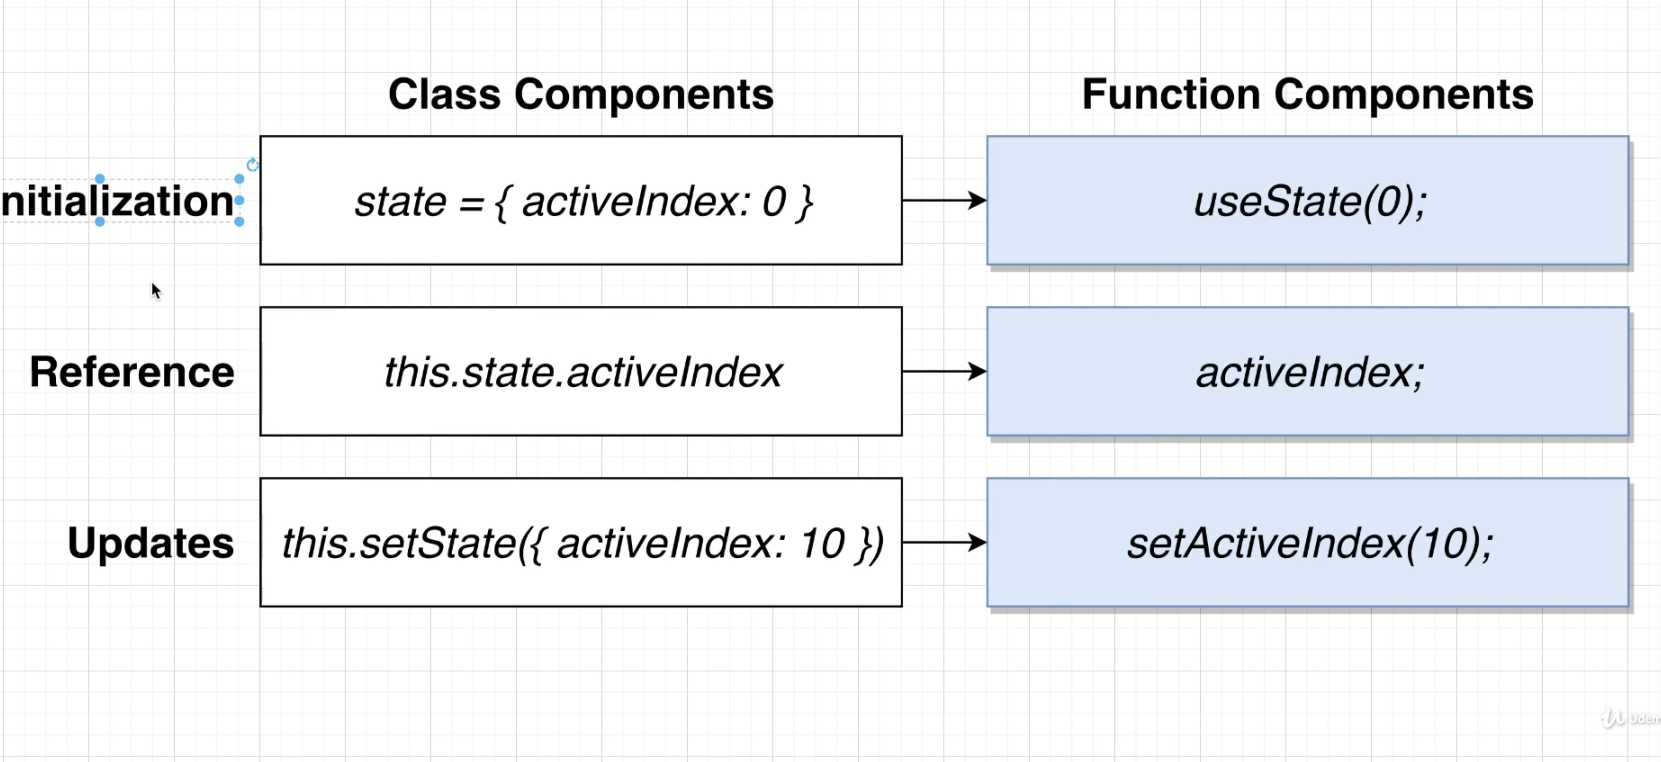 Class Components
Function Components
nitialization
state = { activeIndex: 0 }
useState(0);
Reference
this.state.activeIndex
activeIndex;
Updates
this.setState({ activeIndex: 10 })
setActiveIndex(10);
Udem